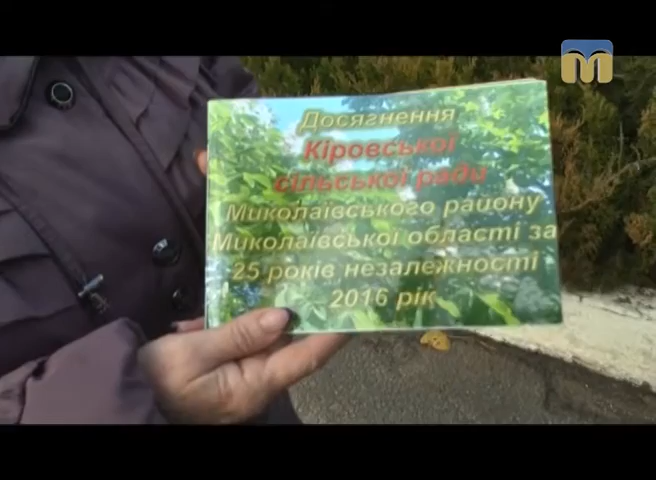 Досягнення
Кіровської
сільської ради
Миколаївського району
Миколаївської області за
25 років незалежності
2016 рік